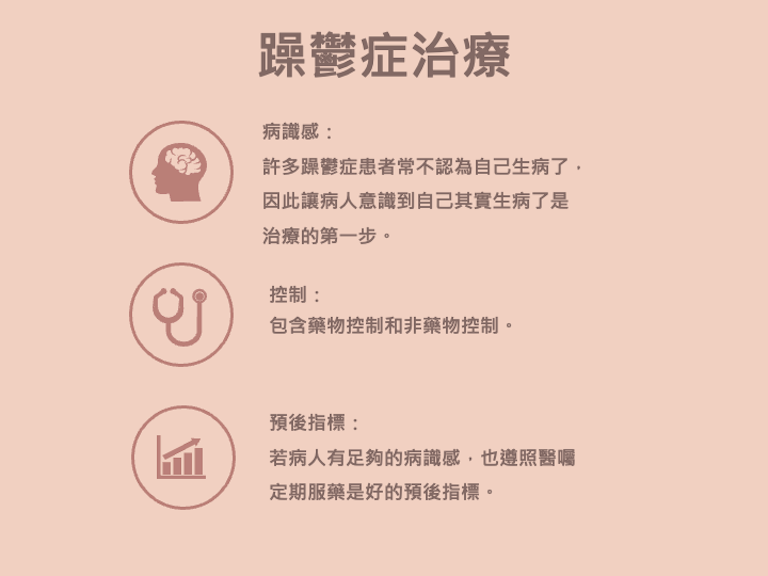 躁鬱症治療
病識感：
許多躁鬱症患者常不認為自己生病了，
因此讓病人意識到自己其實生病了是
治療的第一步。
控制：
包含藥物控制和非藥物控制。
預後指標：
若病人有足夠的病識感，也遵照醫囑
定期服藥是好的預後指標。